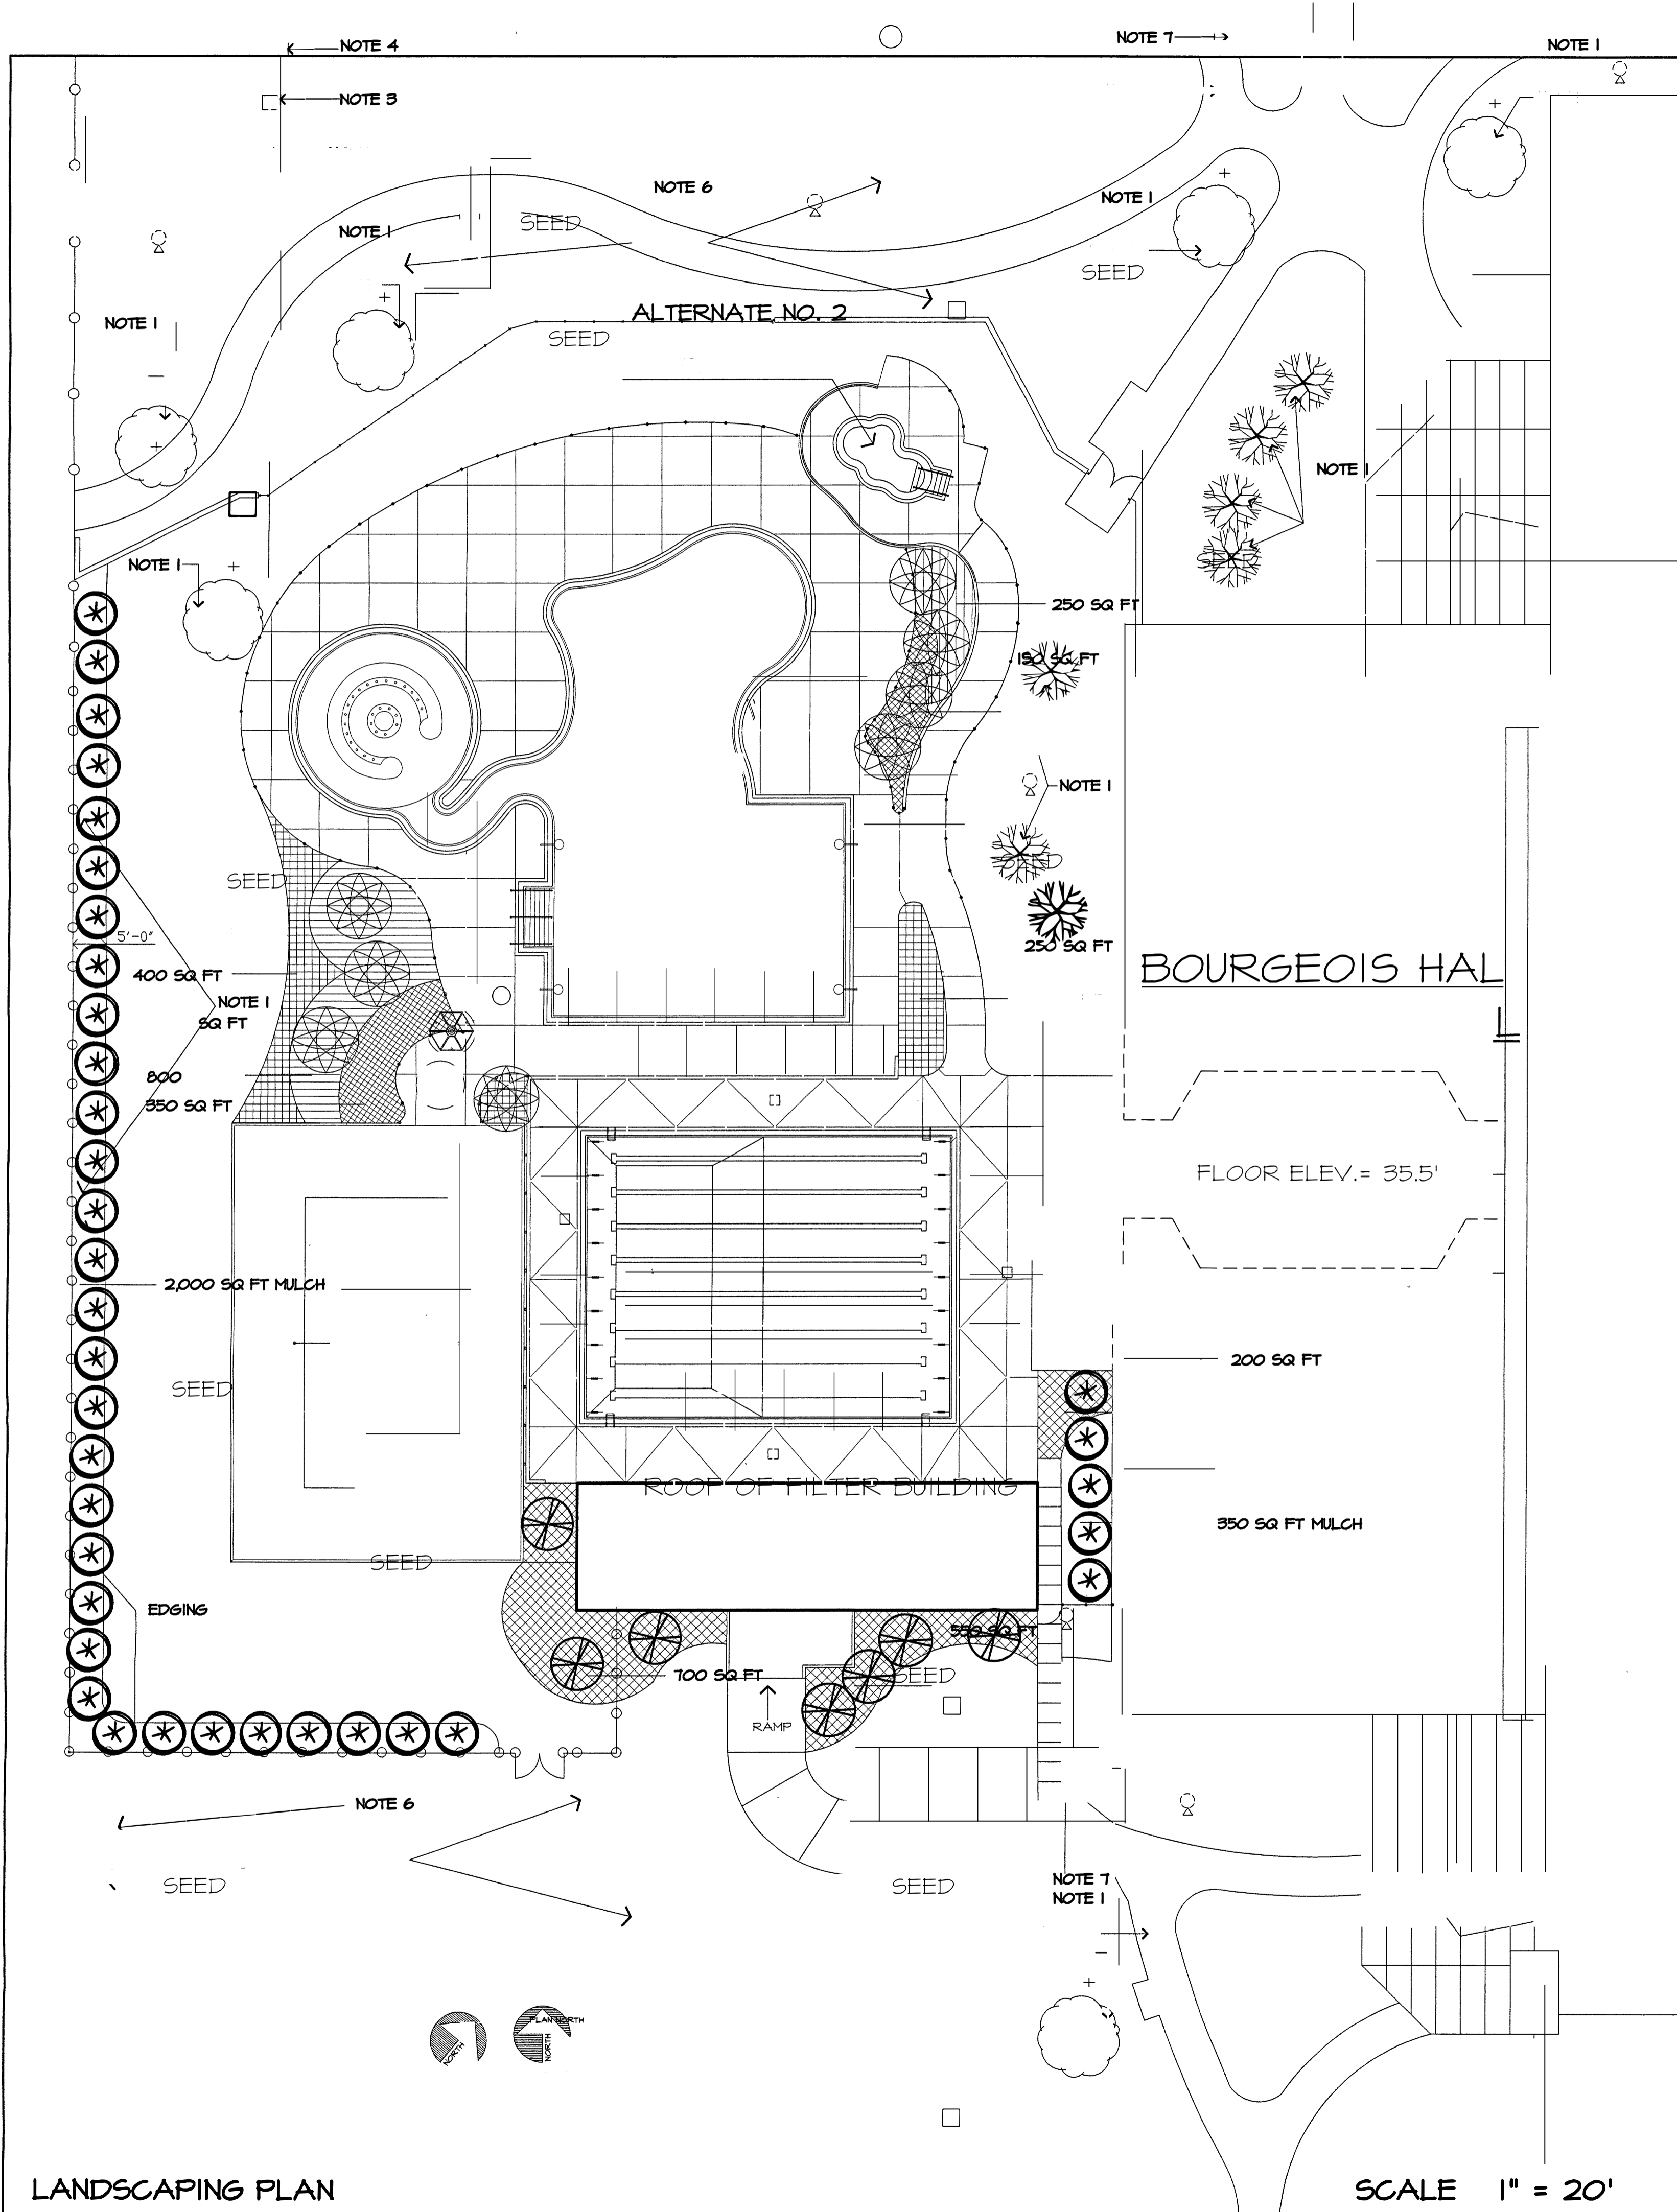 NOTE 4
NOTE 7
NOTE 1
NOTE 3
NOTE 6
NOTE 1
NOTE 1
SEED
SEED
ALTERNATE NO. 2
NOTE 1
SEED
NOTE 1
NOTE 1
250 SQ FT
150 SQ FT
NOTE 1
SEED
5'-0"
250 SQ FT
BOURGEOIS HAL
400 SQ FT
NOTE 1
SQ FT
800
350 SQ FT
FLOOR ELEV.= 35.5'
2,000 SQ FT MULCH
200 SQ FT
SEED
ROOF OF FILTER BUILDING
350 SQ FT MULCH
SEED
EDGING
550 SQ FT
700 SQ FT
SEED
RAMP
NOTE 6
NOTE 7
SEED
SEED
NOTE 1
PLAN NORTH
NORTH
NORTH
LANDSCAPING PLAN
SCALE 1" = 20'